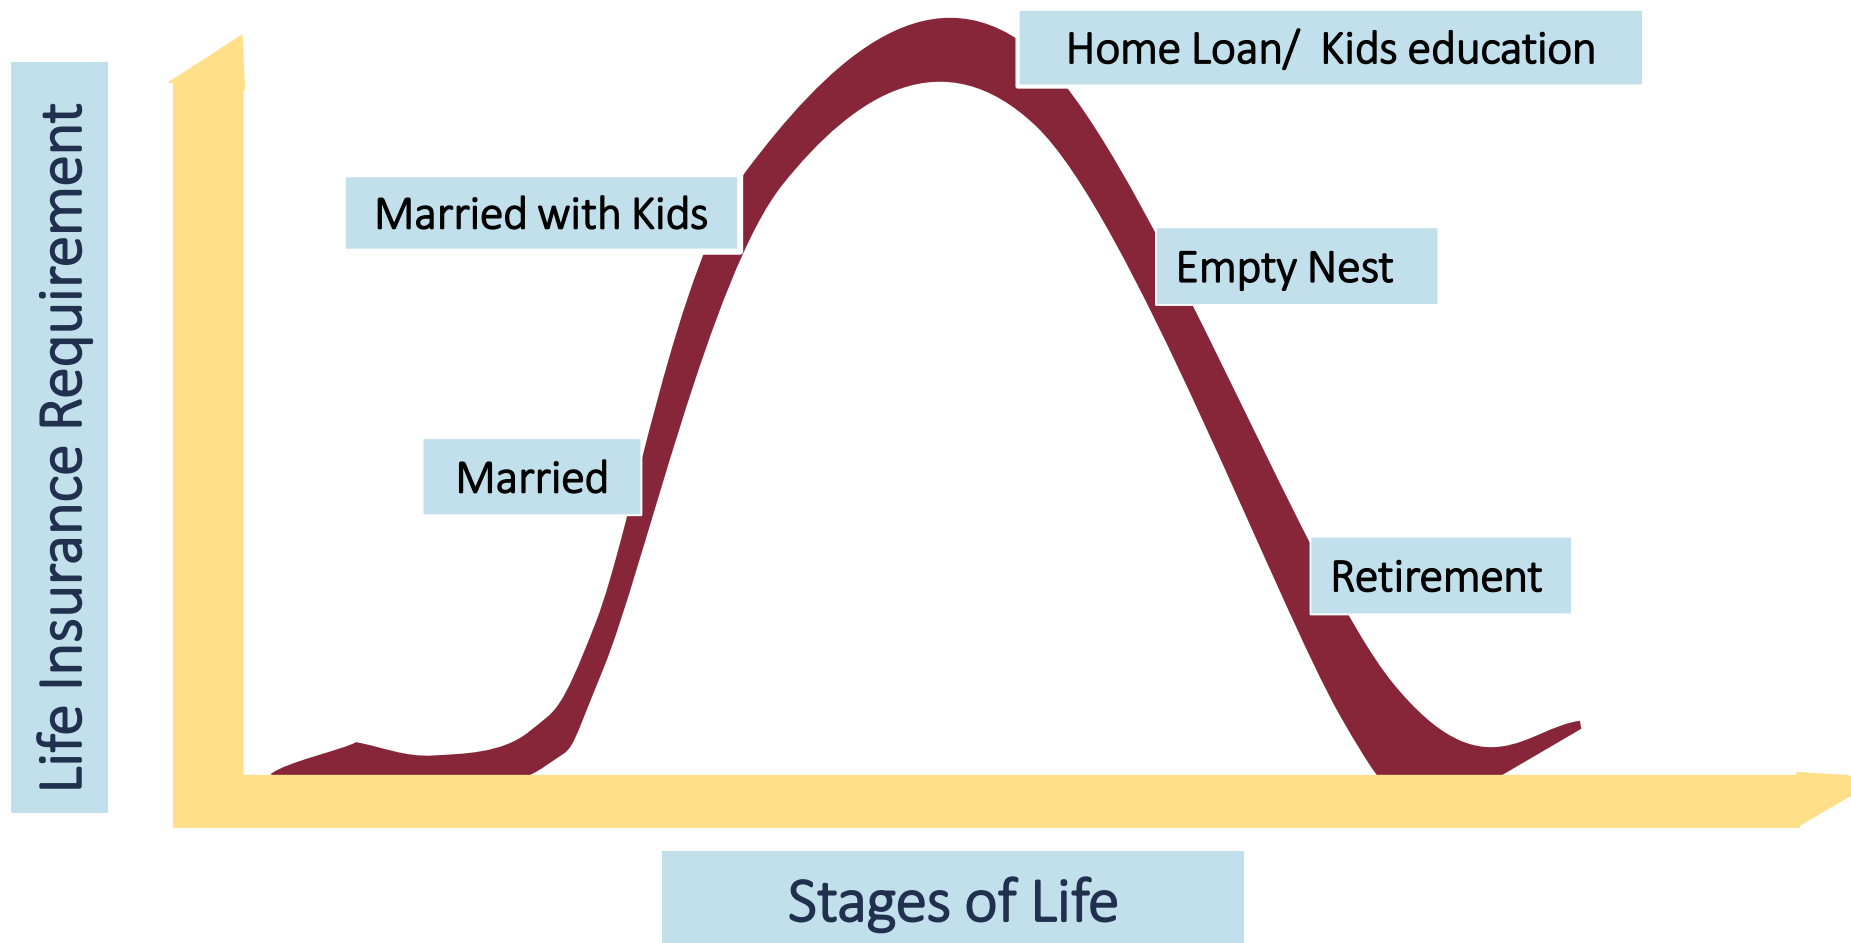 Life Insurance Requirement
Home Loan/  Kids education
Married with Kids
Empty Nest
Married
Retirement
Stages of Life